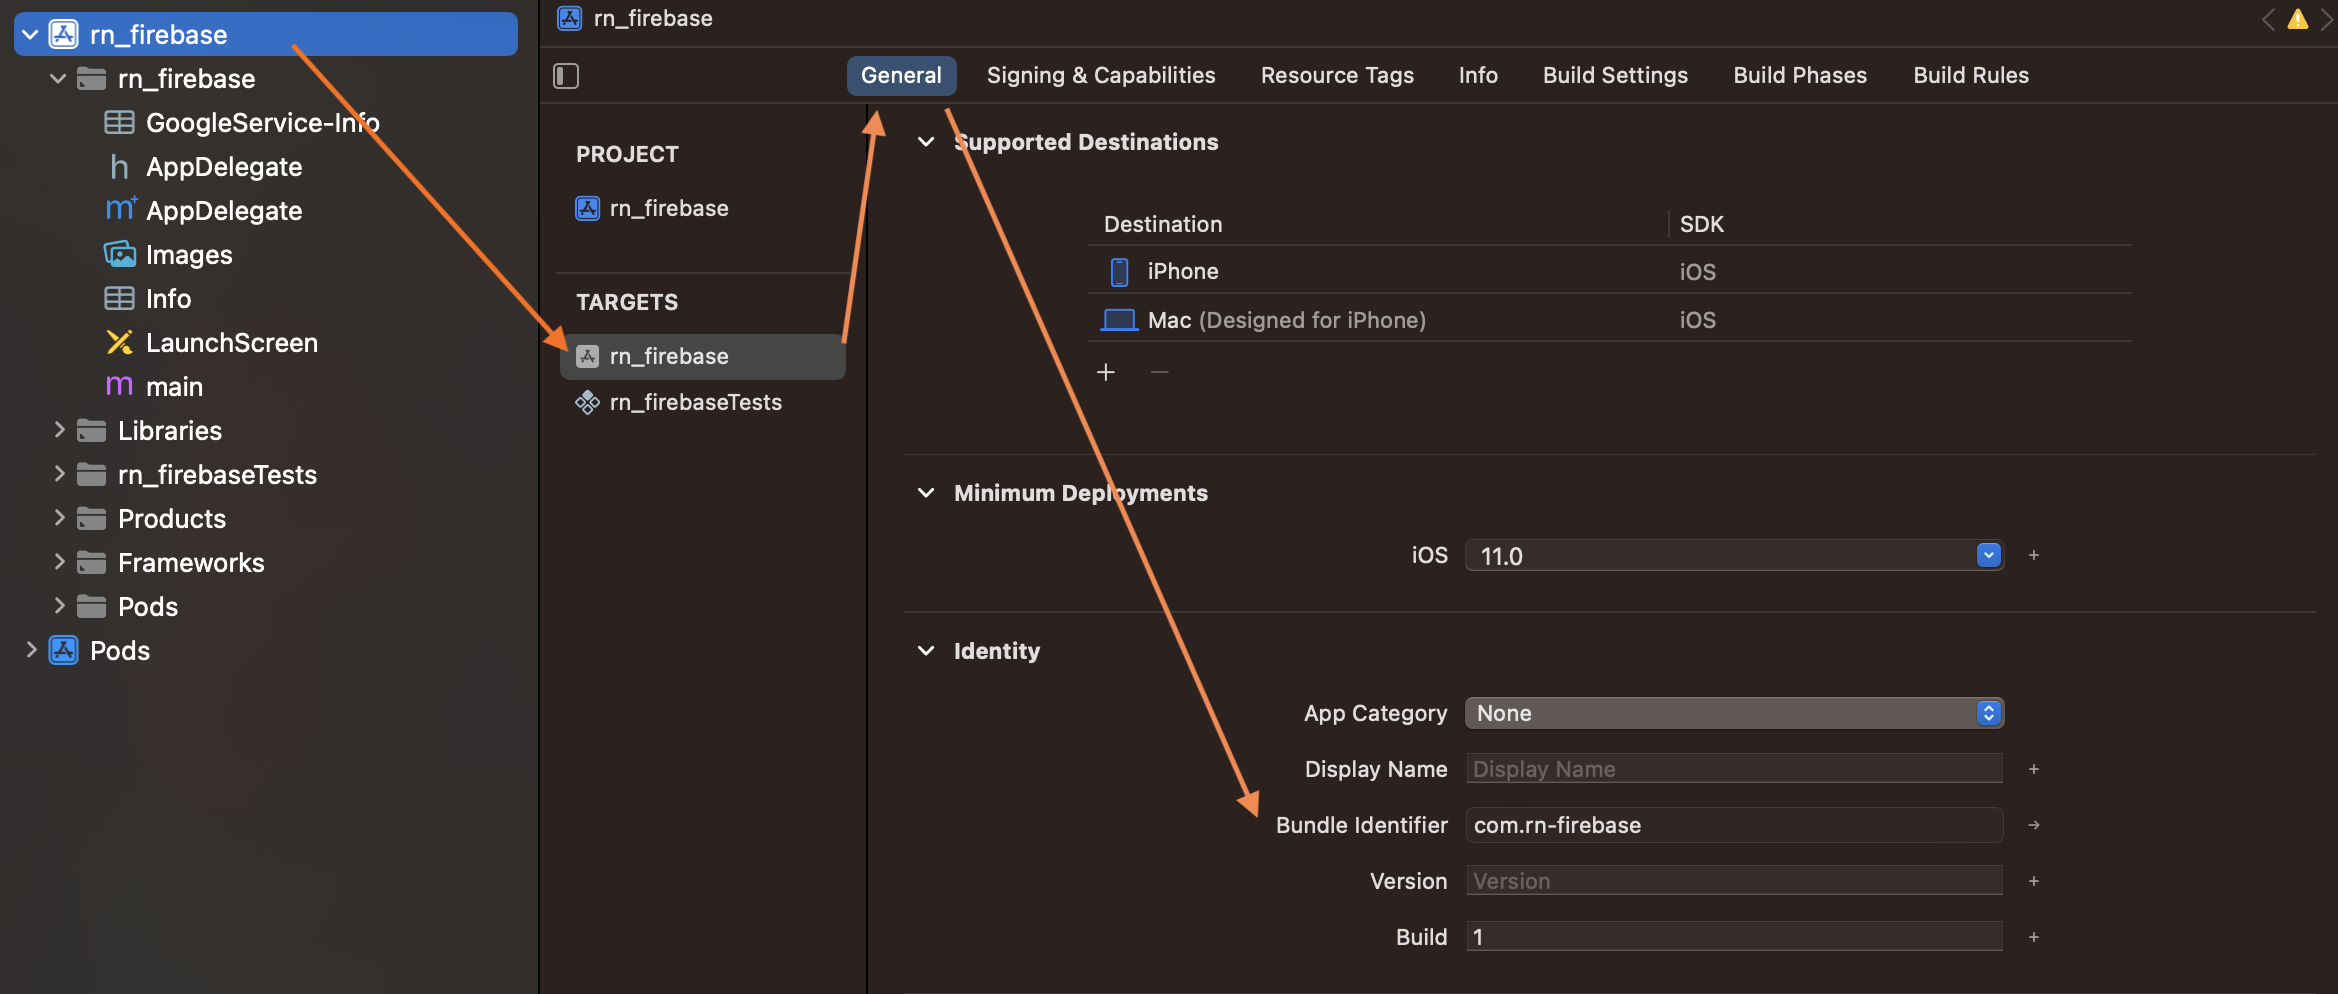 rn_firebase
rn_firebase
GoogleService-Info
h AppDelegate
m+ AppDelegate
Images
Info
LaunchScreen
m main
Libraries
rn_firebaseTests
Products
Frameworks
Pods
Pods
rn_firebase
General Signing & Capabilities Resource Tags Info Build Settings Build Phases Build Rules
PROJECT
rn_firebase
TARGETS
rn_firebase
rn_firebaseTests
Supported Destinations
Destination SDK
iPhone iOS
Mac (Designed for iPhone) iOS
+ −
Minimum Deployments
iOS 11.0 +
Identity
App Category None
Display Name Display Name +
Bundle Identifier com.rn-firebase
Version Version +
Build 1 +